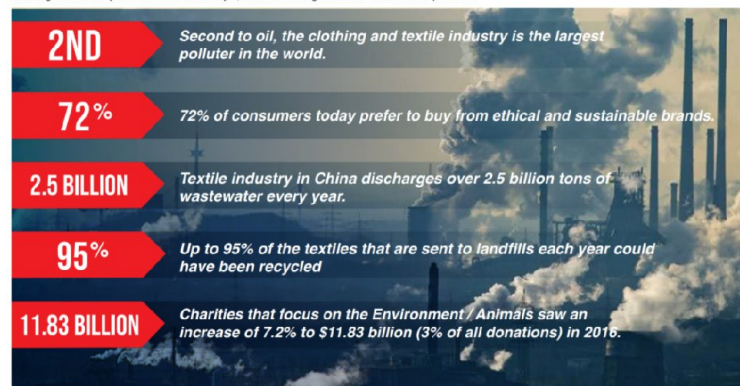 2ND
Second to oil, the clothing and textile industry is the largest
polluter in the world.
72%
72% of consumers today prefer to buy from ethical and sustainable brands.
2.5 BILLION
Textile industry in China discharges over 2.5 billion tons of
wastewater every year.
95%
Up to 95% of the textiles that are sent to landfills each year could
have been recycled
11.83 BILLION
Charities that focus on the Environment / Animals saw an
increase of 7.2% to $11.83 billion (3% of all donations) in 2016.